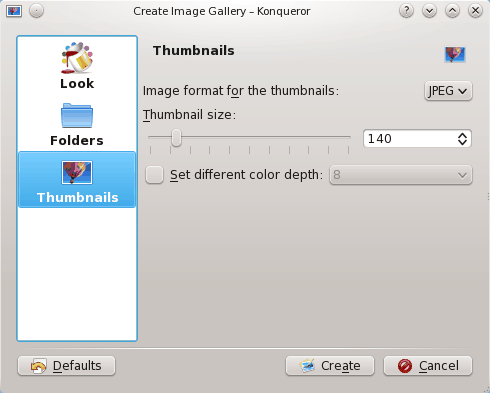 Create Image Gallery – Konqueror
Look
Folders
Thumbnails
Thumbnails
Image format for the thumbnails: JPEG
Thumbnail size:
140
Set different color depth: 8
Defaults Create Cancel